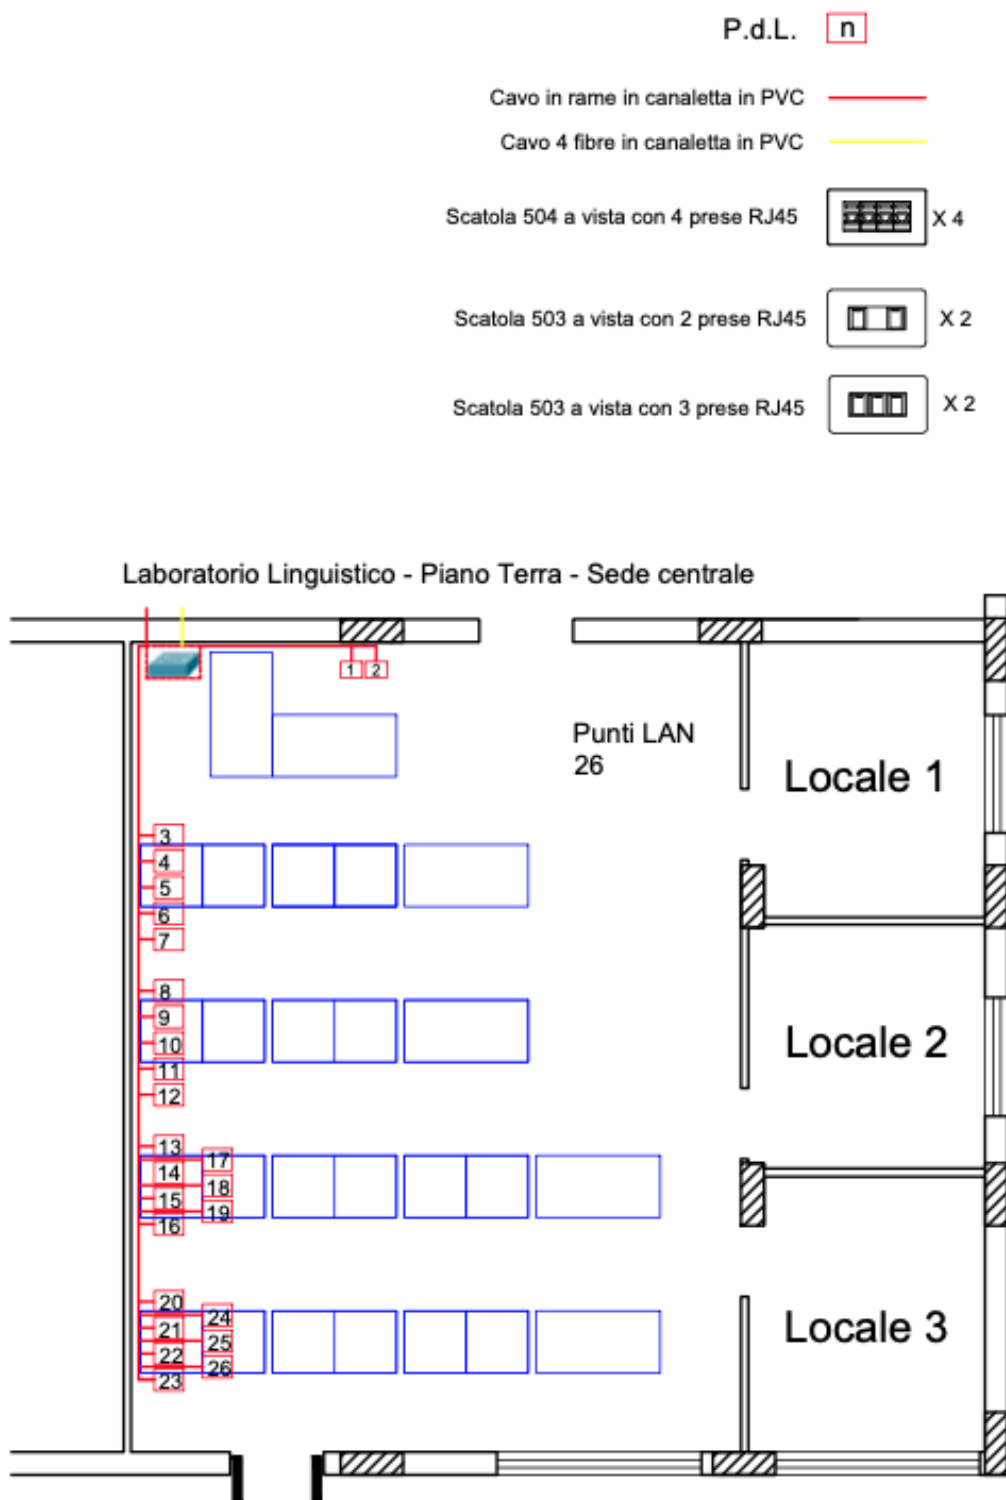 P.d.L. n
Cavo in rame in canaletta in PVC
Cavo 4 fibre in canaletta in PVC
Scatola 504 a vista con 4 prese RJ45 X 4
Scatola 503 a vista con 2 prese RJ45 X 2
Scatola 503 a vista con 3 prese RJ45 X 2
Laboratorio Linguistico - Piano Terra - Sede centrale
1 2
Punti LAN
26
Locale 1
3
4
5
6
7
8
9
10
11
12
Locale 2
13
17
14
18
15
19
16
20
24
21
25
22
26
23
Locale 3